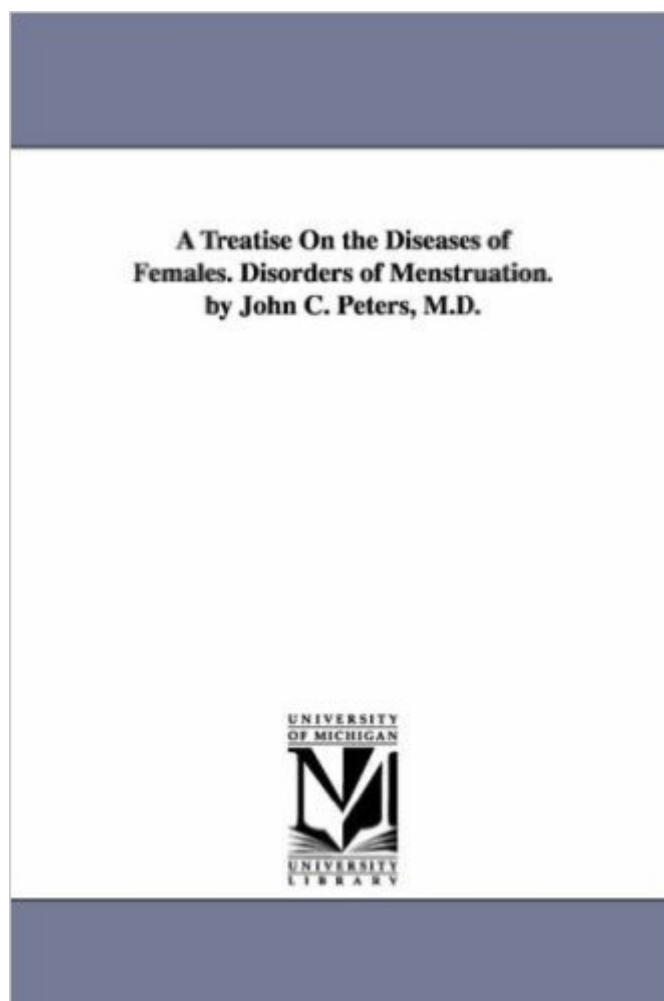 A Treatise On the Diseases of
Females. Disorders of Menstruation.
by John C. Peters, M.D.
UNIVERSITY
OF MICHIGAN
UNIVERSITY
LIBRARY